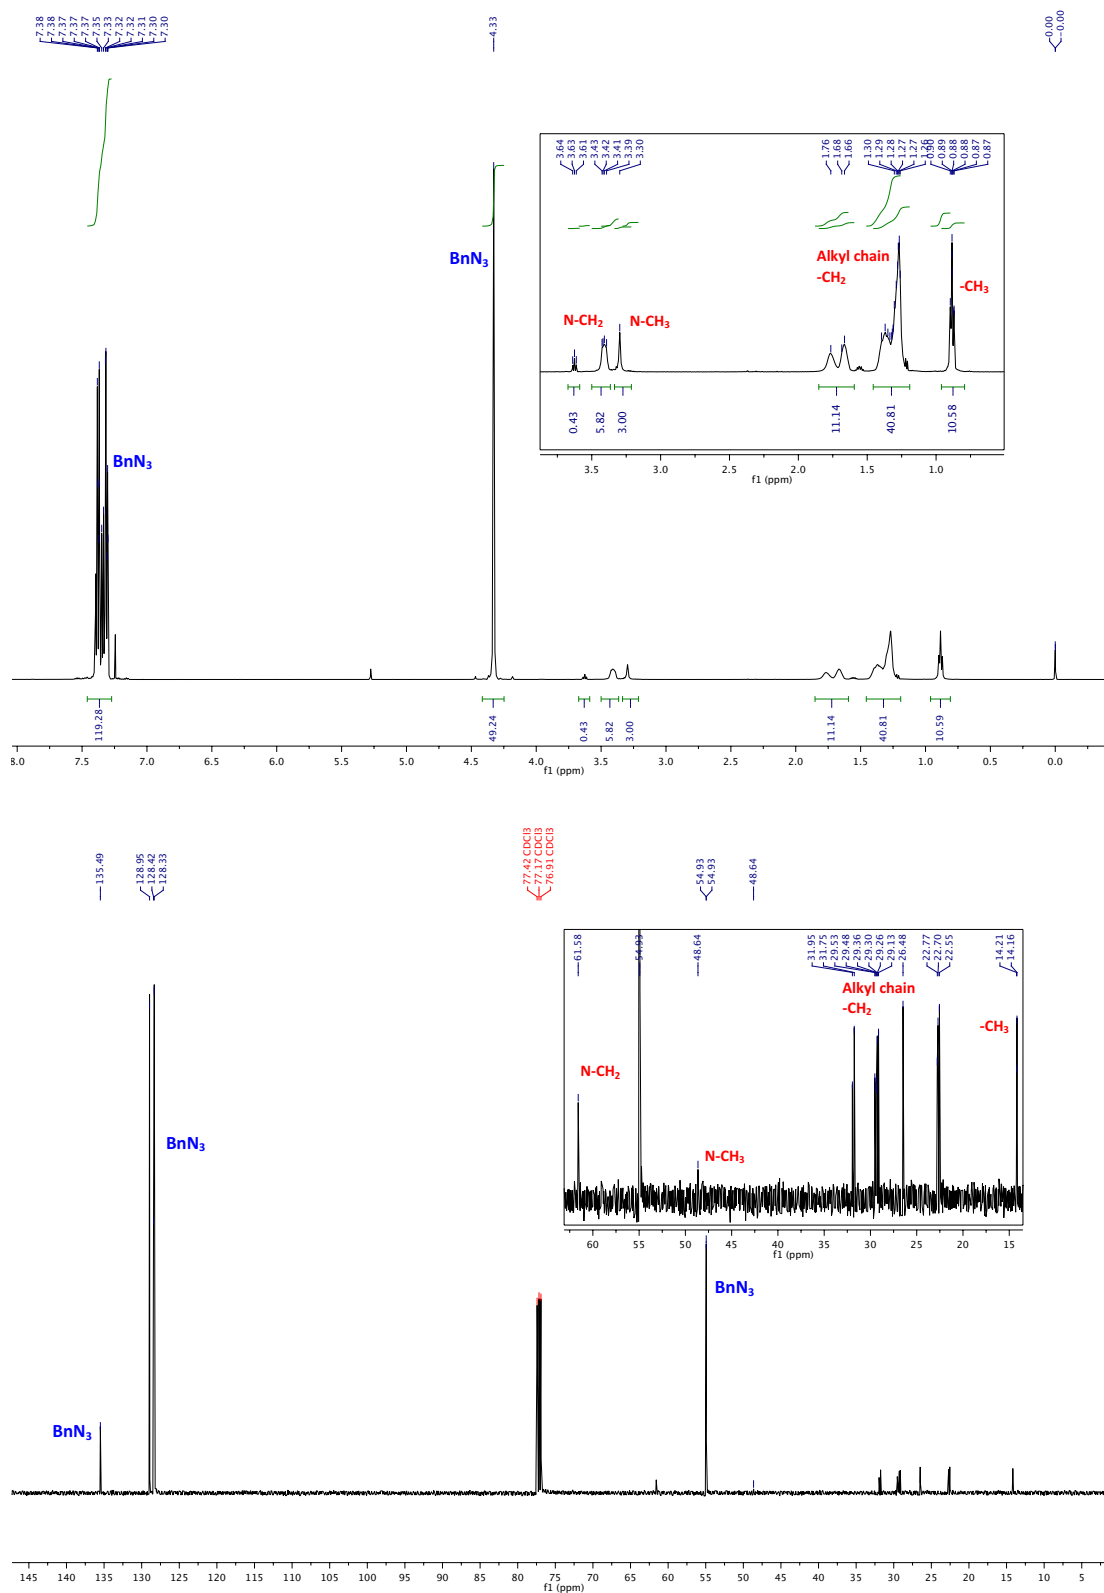 7.38
7.38
7.37
7.37
7.37
7.35
7.33
7.32
7.32
7.31
7.30
7.30
4.33
-0.00
-0.00
3.64
3.63
3.61
3.43
3.42
3.41
3.39
3.30
1.76
1.68
1.66
1.30
1.29
1.28
1.27
1.27
1.26
0.90
0.89
0.88
0.88
0.87
0.87
BnN3
Alkyl chain
-CH2
-CH3
N-CH2
N-CH3
0.43
5.82
3.00
11.14
40.81
10.58
3.5 3.0 2.5 2.0 1.5 1.0
f1 (ppm)
BnN3
119.28
49.24
0.43
5.82
3.00
11.14
40.81
10.59
8.0 7.5 7.0 6.5 6.0 5.5 5.0 4.5 4.0 3.5 3.0 2.5 2.0 1.5 1.0 0.5 0.0
f1 (ppm)
135.49
128.95
128.42
128.33
77.42 CDCl3
77.17 CDCl3
76.91 CDCl3
54.93
54.93
48.64
61.58
54.93
48.64
31.95
31.75
29.53
29.48
29.36
29.30
29.26
29.13
26.48
22.77
22.70
22.55
14.21
14.16
Alkyl chain
-CH2
-CH3
N-CH2
N-CH3
60 55 50 45 40 35 30 25 20 15
f1 (ppm)
BnN3
BnN3
BnN3
145 140 135 130 125 120 115 110 105 100 95 90 85 80 75 70 65 60 55 50 45 40 35 30 25 20 15 10 5
f1 (ppm)